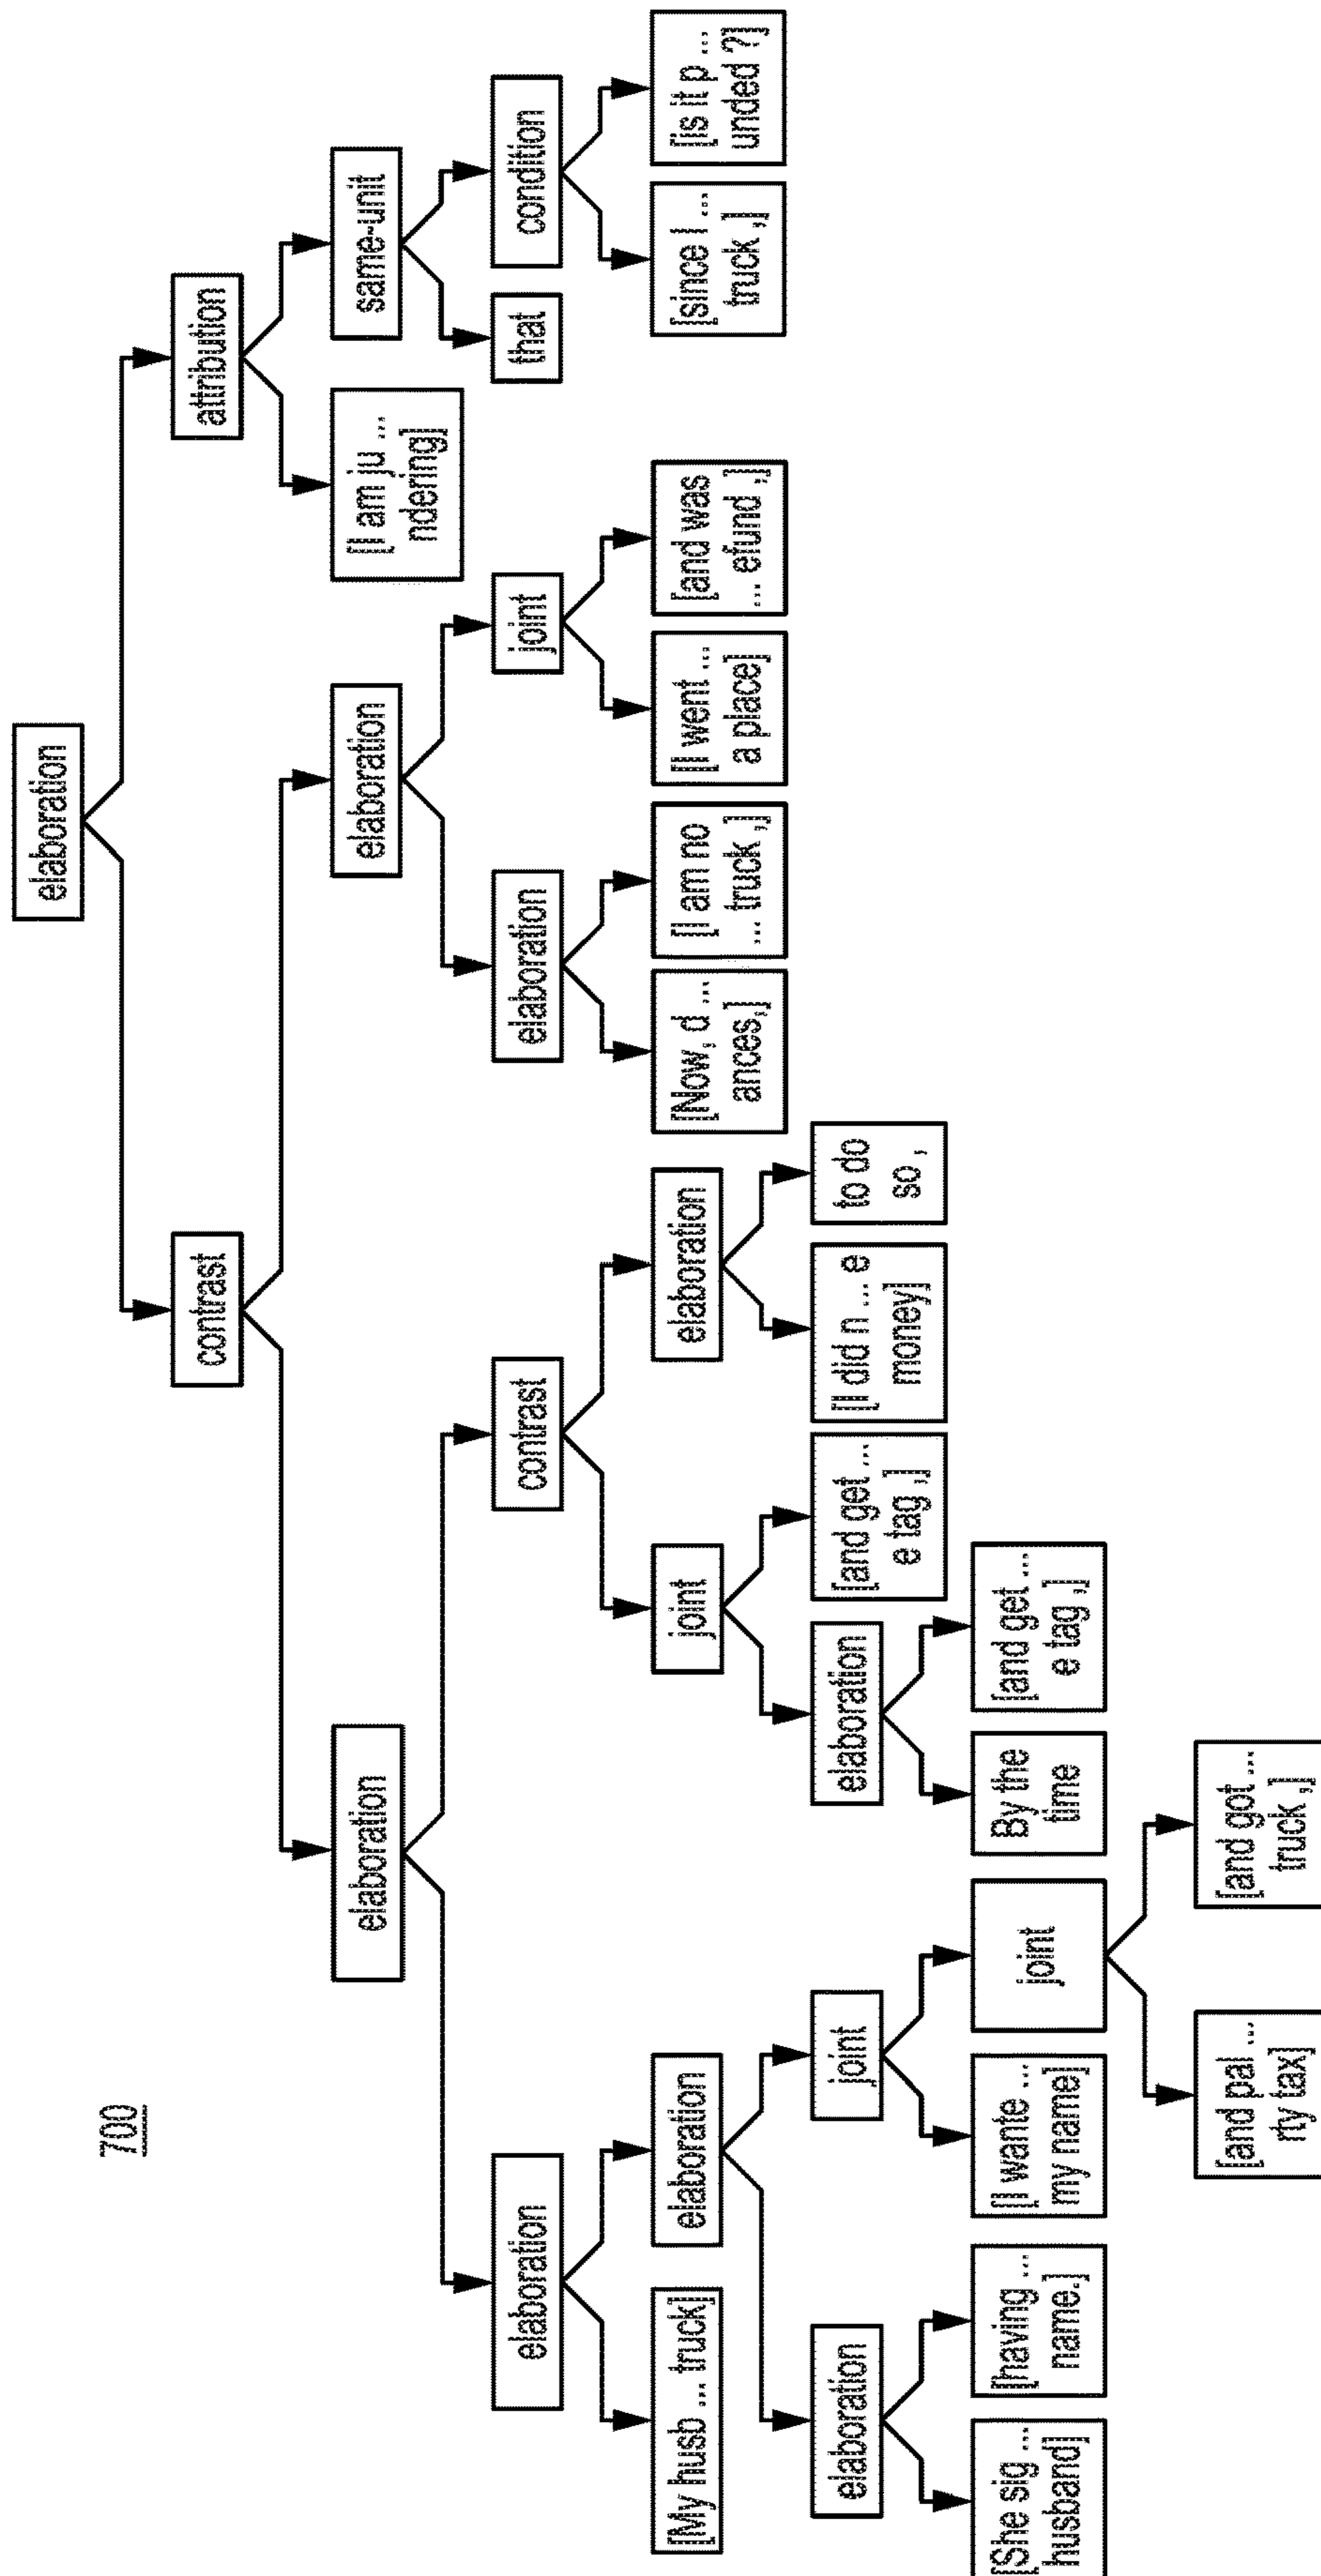 700
elaboration
contrast
attribution
elaboration
elaboration
[I am ju ...
ndering]
same-unit
elaboration
contrast
elaboration
joint
that
condition
[My husb ... truck]
elaboration
joint
elaboration
[Now, d ...
ances,]
[I am no
... truck ,]
[I went ...
a place]
[and was
... efund ,]
[since I ...
truck ,]
[is it p ...
unded ?]
elaboration
joint
elaboration
[and get ...
e tag ,]
[I did n ... e
money]
to do
so ,
[She sig ...
husband]
[having ...
name.]
[I wante ...
my name]
joint
By the
time
[and get ...
e tag ,]
[and pal ...
rty tax]
[and got ...
truck ,]